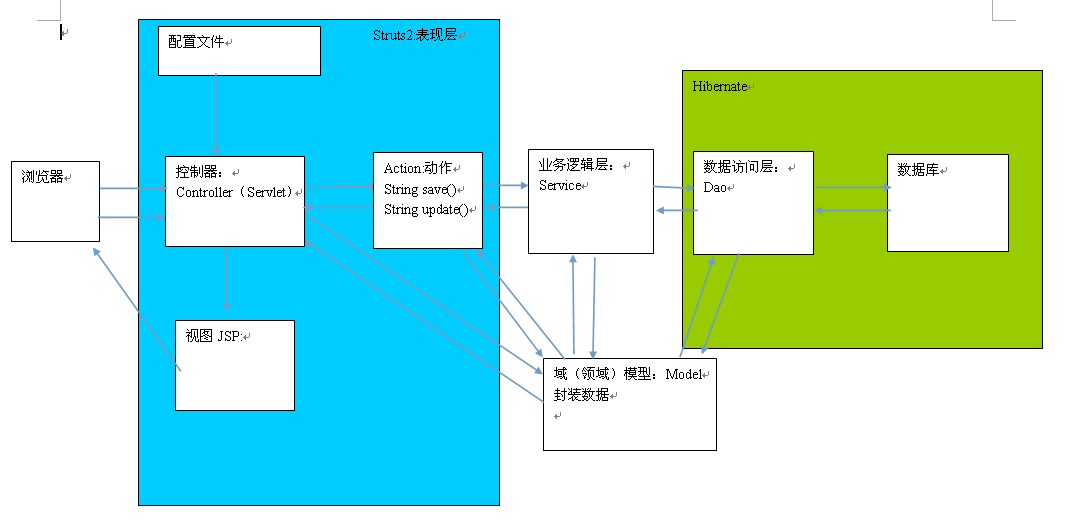 Struts2:表现层
配置文件
浏览器
控制器：
Controller（Servlet）
Action:动作
String save()
String update()
视图 JSP:
业务逻辑层：
Service
Hibernate
数据访问层：
Dao
数据库
域（领域）模型：Model
封装数据